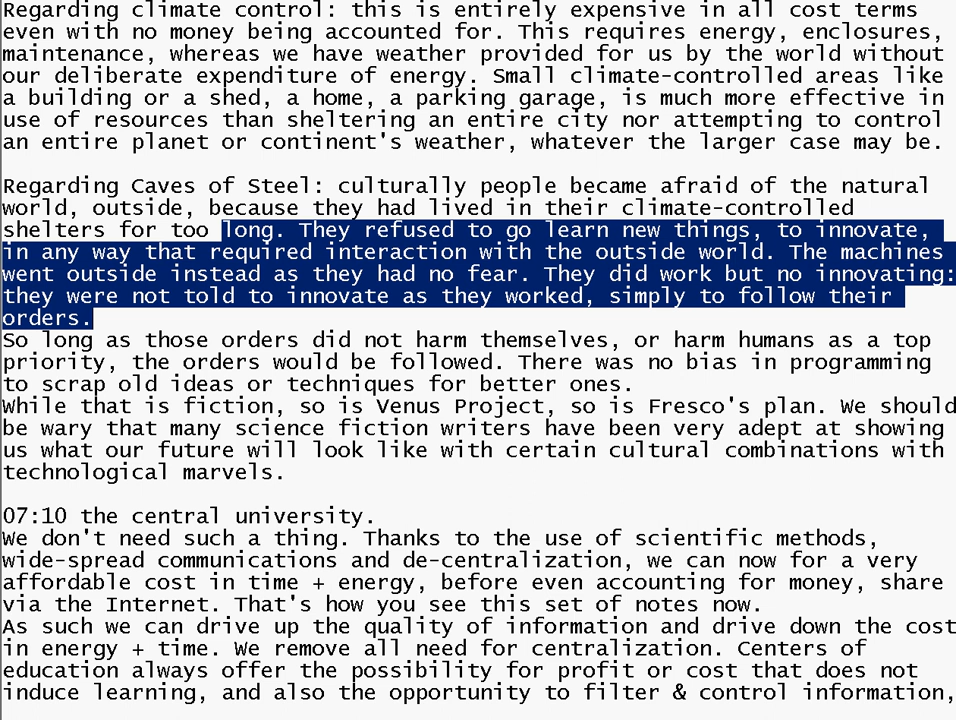 Regarding climate control: this is entirely expensive in all cost terms
even with no money being accounted for. This requires energy, enclosures,
maintenance, whereas we have weather provided for us by the world without
our deliberate expenditure of energy. Small climate-controlled areas like
a building or a shed, a home, a parking garage, is much more effective in
use of resources than sheltering an entire city nor attempting to control
an entire planet or continent's weather, whatever the larger case may be.
Regarding Caves of Steel: culturally people became afraid of the natural
world, outside, because they had lived in their climate-controlled
shelters for too long. They refused to go learn new things, to innovate,
in any way that required interaction with the outside world. The machines
went outside instead as they had no fear. They did work but no innovating:
they were not told to innovate as they worked, simply to follow their
orders.
So long as those orders did not harm themselves, or harm humans as a top
priority, the orders would be followed. There was no bias in programming
to scrap old ideas or techniques for better ones.
While that is fiction, so is Venus Project, so is Fresco's plan. We should
be wary that many science fiction writers have been very adept at showing
us what our future will look like with certain cultural combinations with
technological marvels.
07:10 the central university.
We don't need such a thing. Thanks to the use of scientific methods,
wide-spread communications and de-centralization, we can now for a very
affordable cost in time + energy, before even accounting for money, share
via the Internet. That's how you see this set of notes now.
As such we can drive up the quality of information and drive down the cost
in energy + time. We remove all need for centralization. Centers of
education always offer the possibility for profit or cost that does not
induce learning, and also the opportunity to filter & control information,